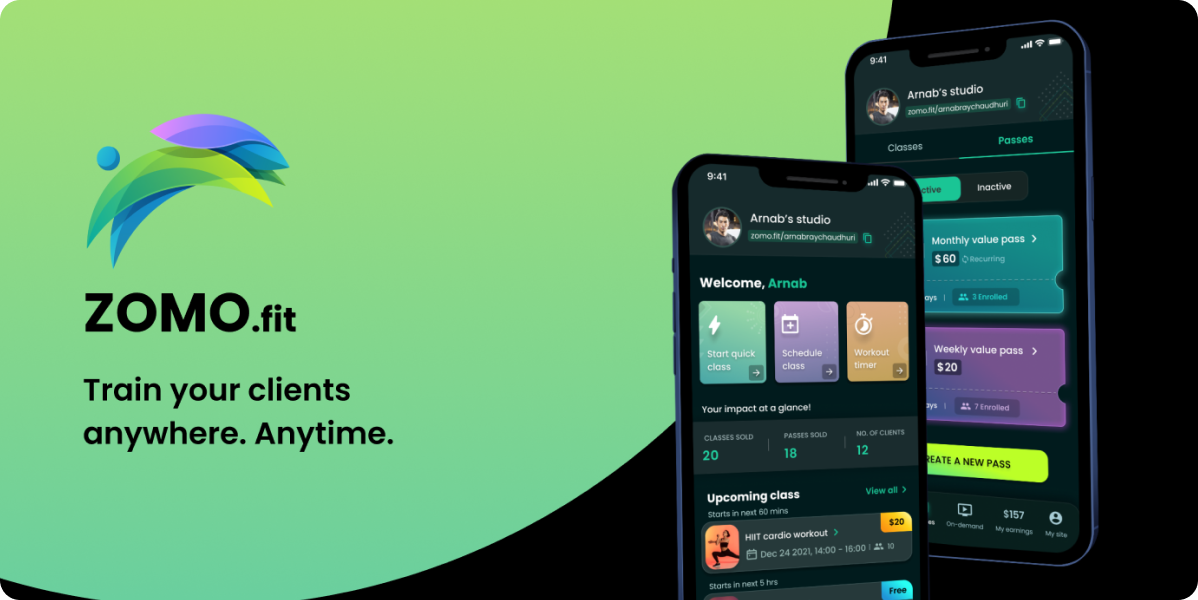 ZOMO.fit
Train your clients
anywhere. Anytime.
9:41
Arnab's studio
zomo.fit/arnabraychaudhuri
Welcome, Arnab
Start quick
class
Schedule
class
Workout
timer
Your impact at a glance!
CLASSES SOLD
20
PASSES SOLD
18
NO. OF CLIENTS
12
Upcoming class
View all
Starts in next 60 mins
$20
HIIT cardio workout
Dec 24 2021, 14:00 - 16:00
10
Starts in next 5 hrs
Free
9:41
Arnab's studio
zomo.fit/arnabraychaudhuri
Classes
Passes
Inactive
Monthly value pass
$60
Recurring
3 Enrolled
Weekly value pass
$20
7 Enrolled
REATE A NEW PASS
On-demand
$157
My earnings
My site